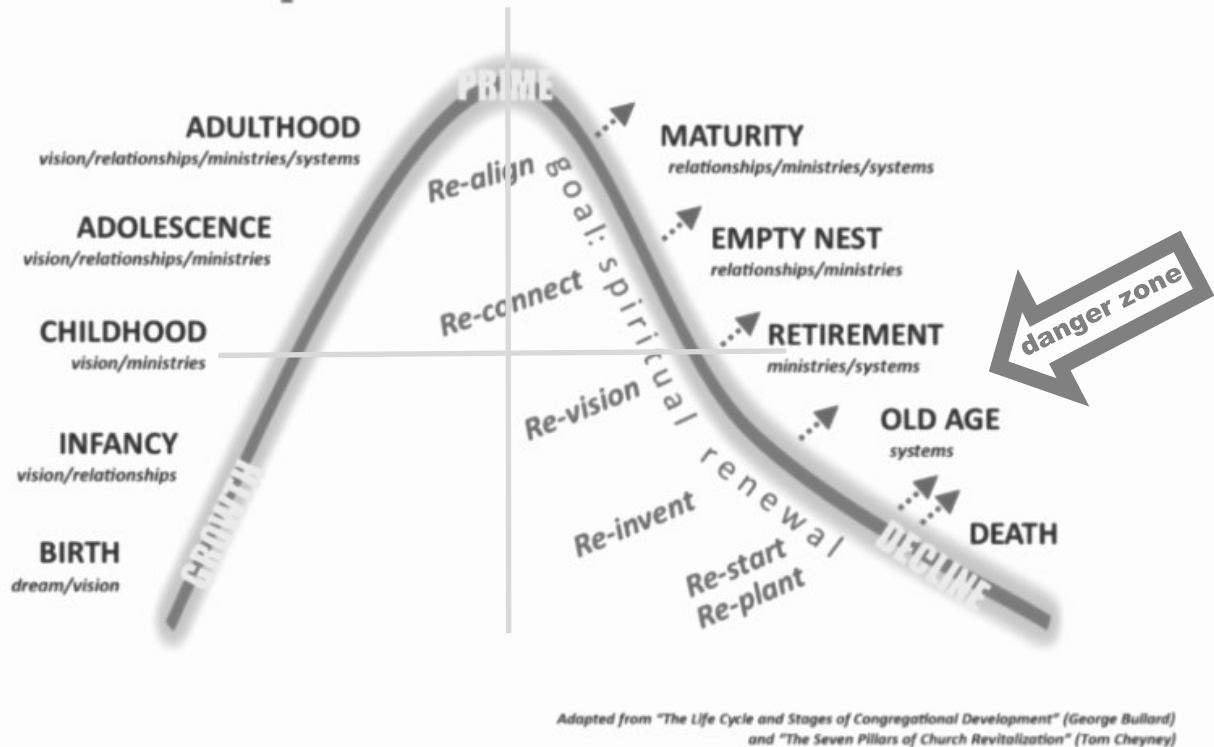 PRIME
ADULTHOOD
vision/relationships/ministries/systems
ADOLESCENCE
vision/relationships/ministries
CHILDHOOD
vision/ministries
INFANCY
vision/relationships
BIRTH
dream/vision
GROWTH
Re-align
Re-connect
Re-vision
Re-invent
Re-start
Re-plant
goal: spiritual renewal
MATURITY
relationships/ministries/systems
EMPTY NEST
relationships/ministries
RETIREMENT
ministries/systems
OLD AGE
systems
DEATH
DECLINE
danger zone
Adapted from "The Life Cycle and Stages of Congregational Development" (George Bullard)
and "The Seven Pillars of Church Revitalization" (Tom Cheyney)